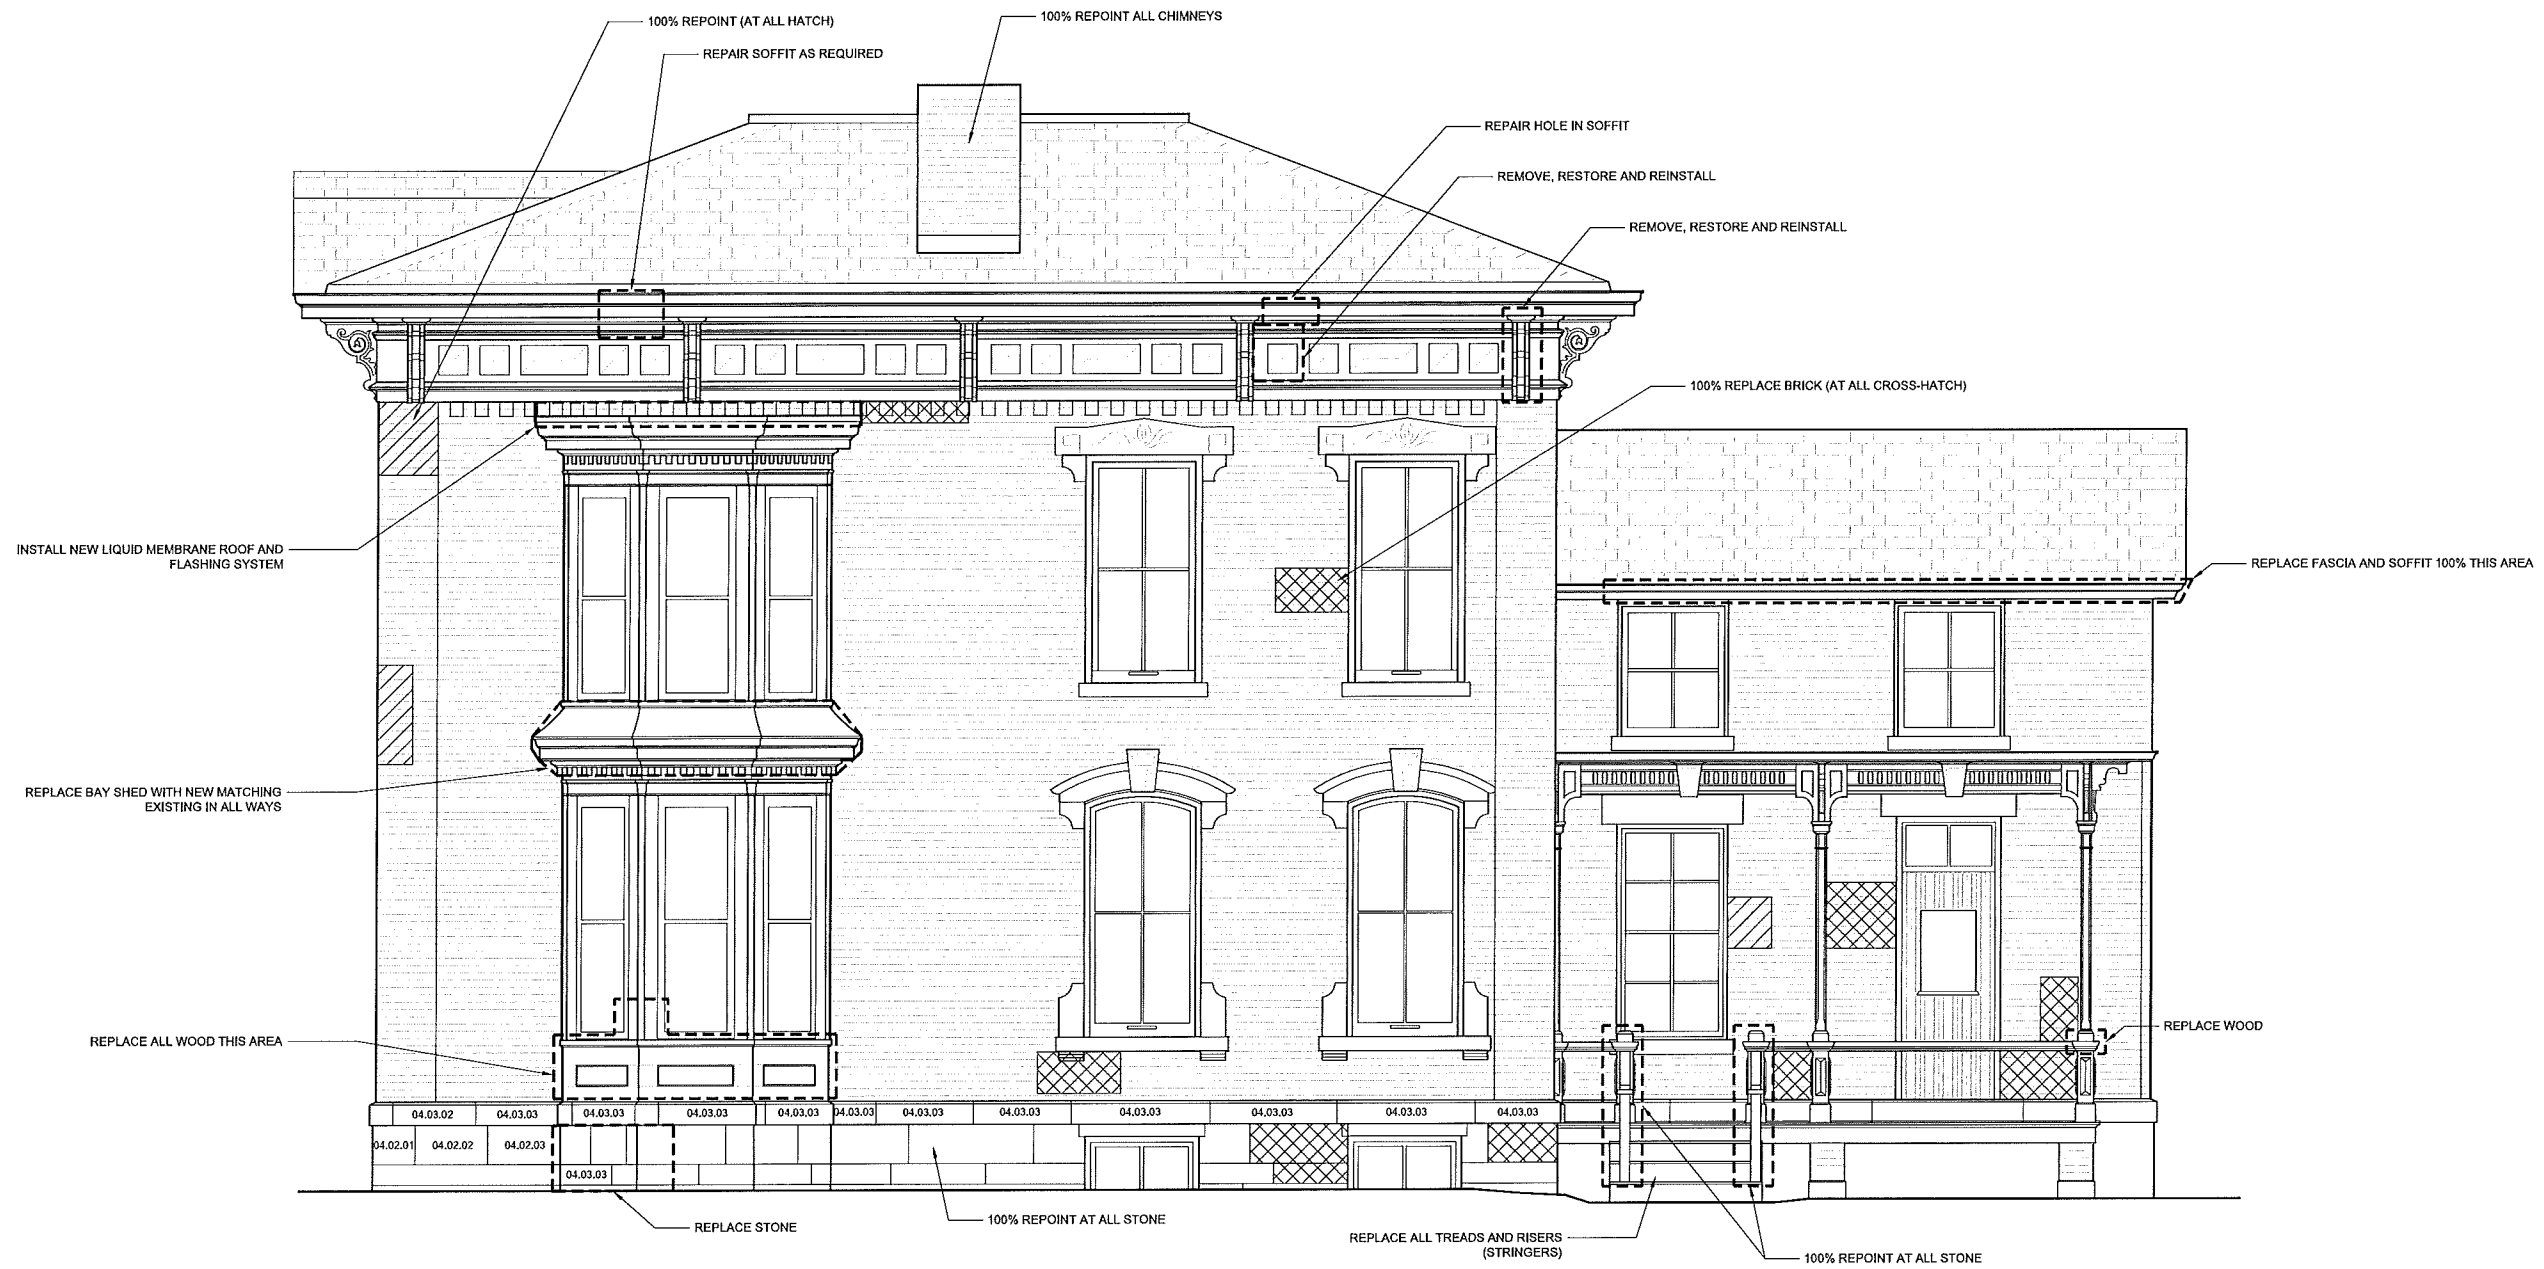 100% REPOINT (AT ALL HATCH)
100% REPOINT ALL CHIMNEYS
REPAIR SOFFIT AS REQUIRED
REPAIR HOLE IN SOFFIT
REMOVE, RESTORE AND REINSTALL
REMOVE, RESTORE AND REINSTALL
A
A
100% REPLACE BRICK (AT ALL CROSS-HATCH)
INSTALL NEW LIQUID MEMBRANE ROOF AND
FLASHING SYSTEM
REPLACE FASCIA AND SOFFIT 100% THIS AREA
REPLACE BAY SHED WITH NEW MATCHING
EXISTING IN ALL WAYS
REPLACE WOOD
REPLACE ALL WOOD THIS AREA
04.03.02 04.03.03 04.03.03 04.03.03 04.03.03 04.03.03 04.03.03 04.03.03 04.03.03 04.03.03 04.03.03 04.03.03
04.02.01 04.02.02 04.02.03
04.03.03
REPLACE STONE
100% REPOINT AT ALL STONE
REPLACE ALL TREADS AND RISERS
(STRINGERS)
100% REPOINT AT ALL STONE